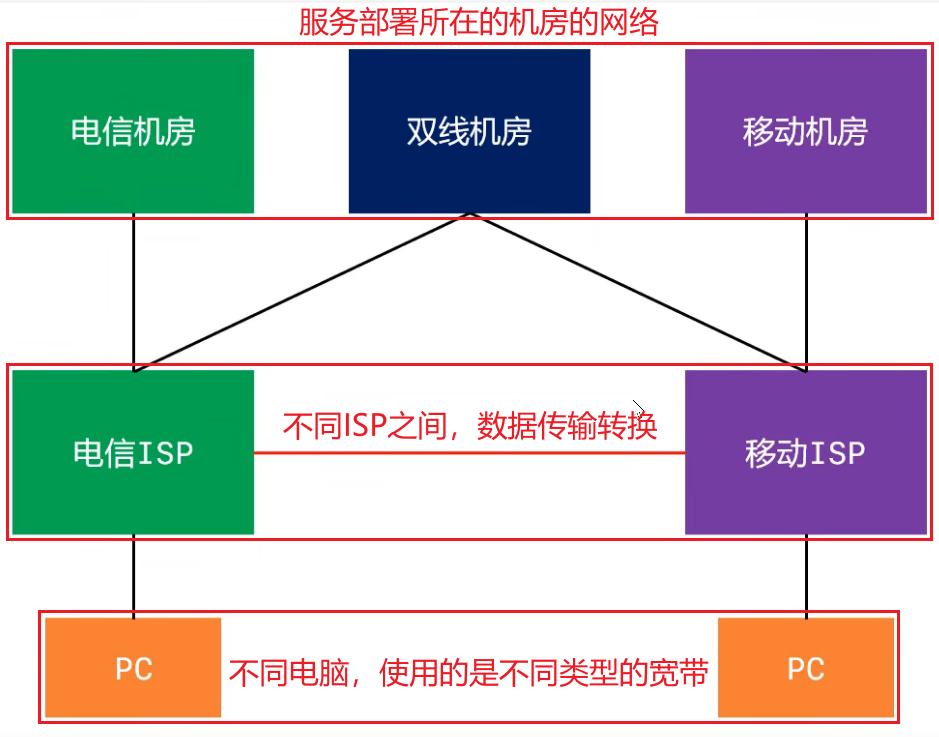 服务部署所在的机房的网络
电信机房
双线机房
移动机房
电信ISP
不同ISP之间，数据传输转换
移动ISP
PC
不同电脑，使用的是不同类型的宽带
PC